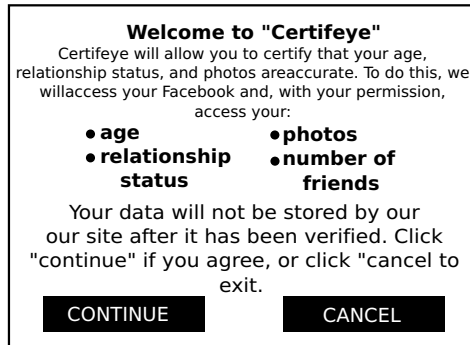 Welcome to "Certifeye"
Certifeye will allow you to certify that your age,
relationship status, and photos areaccurate. To do this, we
willaccess your Facebook and, with your permission,
access your:
• age
• relationship
status
• photos
• number of
friends
Your data will not be stored by our
our site after it has been verified. Click
"continue" if you agree, or click "cancel to
exit.
CONTINUE
CANCEL